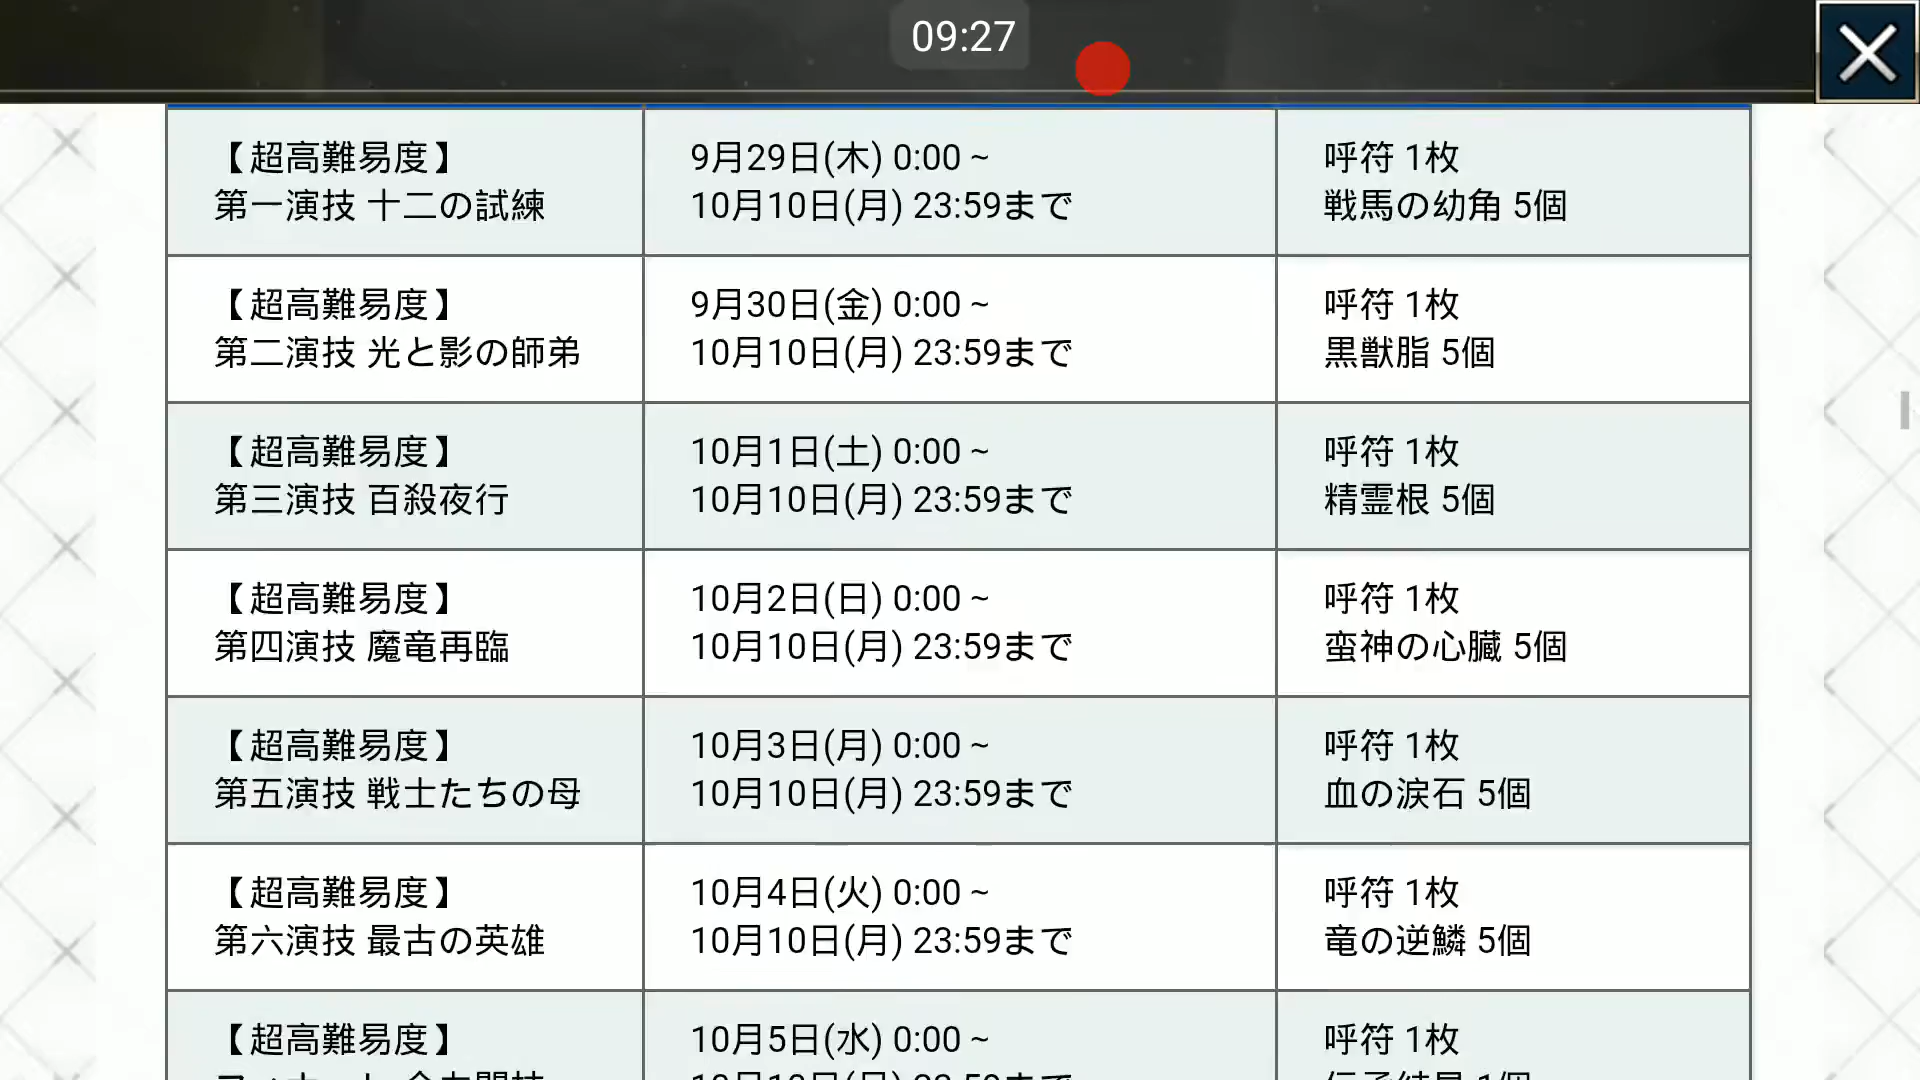 09:27
【超高難易度】
第一演技 十二の試練
9月29日(木) 0:00 ~
10月10日(月) 23:59まで
呼符 1枚
戦馬の幼角 5個
【超高難易度】
第二演技 光と影の師弟
9月30日(金) 0:00 ~
10月10日(月) 23:59まで
呼符 1枚
黒獣脂 5個
【超高難易度】
第三演技 百殺夜行
10月1日(土) 0:00 ~
10月10日(月) 23:59まで
呼符 1枚
精霊根 5個
【超高難易度】
第四演技 魔竜再臨
10月2日(日) 0:00 ~
10月10日(月) 23:59まで
呼符 1枚
蛮神の心臓 5個
【超高難易度】
第五演技 戦士たちの母
10月3日(月) 0:00 ~
10月10日(月) 23:59まで
呼符 1枚
血の涙石 5個
【超高難易度】
第六演技 最古の英雄
10月4日(火) 0:00 ~
10月10日(月) 23:59まで
呼符 1枚
竜の逆鱗 5個
【超高難易度】
10月5日(水) 0:00 ~
呼符 1枚